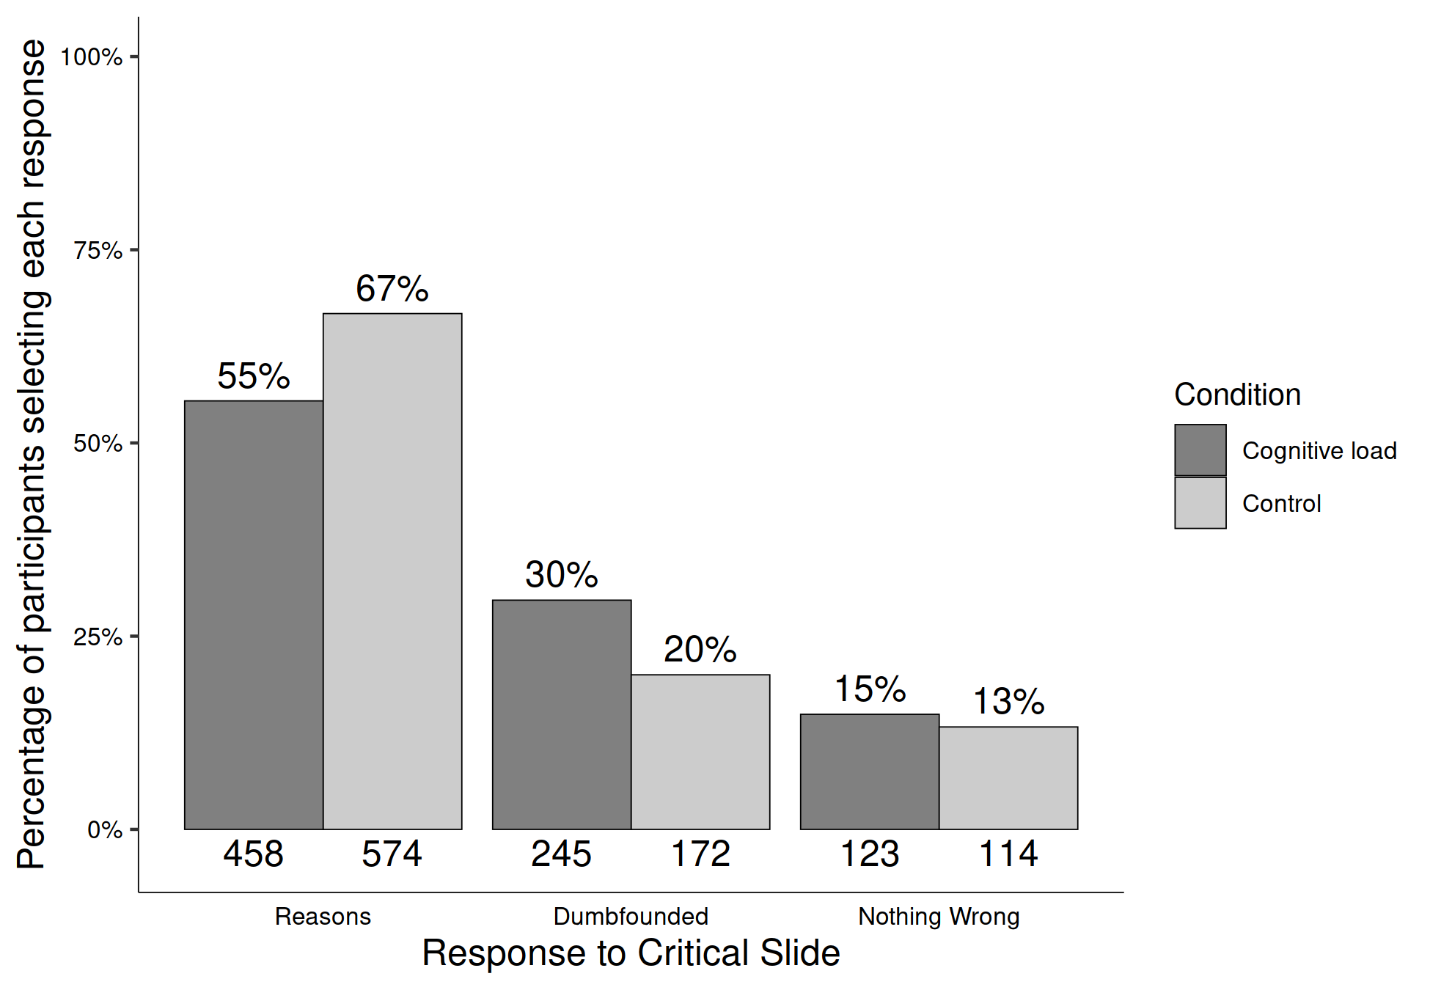 Percentage of participants selecting each response
100%
75%
50%
25%
0%
55%
67%
30%
20%
15%
13%
458
574
245
172
123
114
Reasons
Dumbfounded
Nothing Wrong
Response to Critical Slide
Condition
Cognitive load
Control